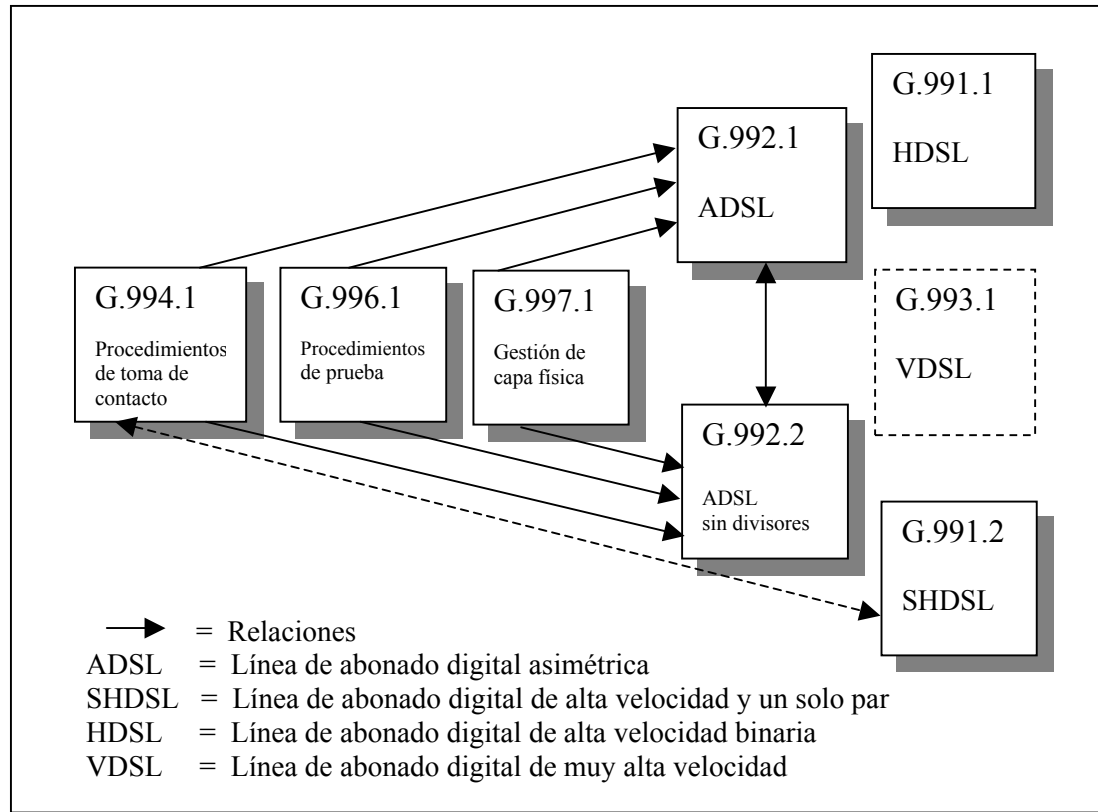 G.991.1
HDSL
G.992.1
ADSL
G.994.1
Procedimientos
de toma de
contacto
G.996.1
Procedimientos
de prueba
G.997.1
Gestión de
capa física
G.993.1
VDSL
G.992.2
ADSL
sin divisores
G.991.2
SHDSL
= Relaciones
ADSL = Línea de abonado digital asimétrica
SHDSL = Línea de abonado digital de alta velocidad y un solo par
HDSL = Línea de abonado digital de alta velocidad binaria
VDSL = Línea de abonado digital de muy alta velocidad